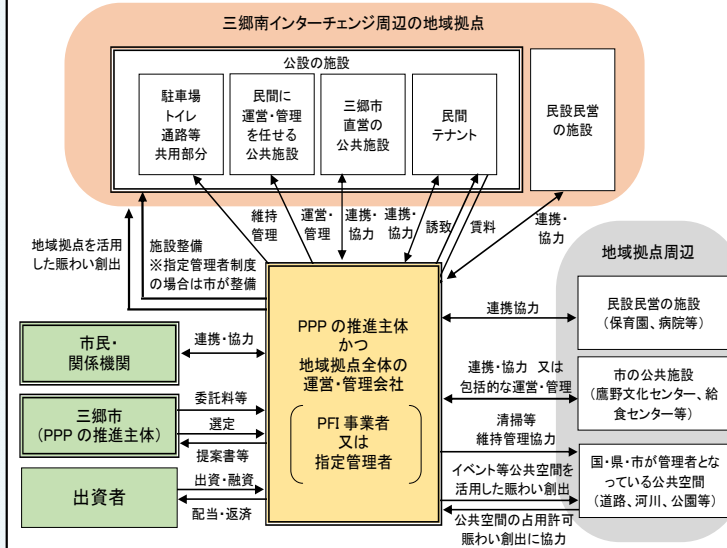 三郷南インターチェンジ周辺の地域拠点
公設の施設
駐車場
トイレ
通路等
共用部分
民間に
運営・管理
を任せる
公共施設
三郷市
直営の
公共施設
民間
テナント
民設民営
の施設
維持
管理
運営・
管理
連携・
協力
連携・
協力
誘致
賃料
連携・
協力
地域拠点を活用
した賑わい創出
施設整備
※指定管理者制度
の場合は市が整備
PPP の推進主体
かつ
地域拠点全体の
運営・管理会社
PFI 事業者
又は
指定管理者
市民・
関係機関
連携・協力
三郷市
(PPP の推進主体)
委託料等
選定
提案書等
出資者
出資・融資
配当・返済
地域拠点周辺
連携協力
民設民営の施設
(保育園、病院等)
連携・協力 又は
包括的な運営・管理
市の公共施設
(鷹野文化センター、給
食センター等)
清掃等
維持管理協力
イベント等公共空間を
活用した賑わい創出
公共空間の占用許可
賑わい創出に協力
国・県・市が管理者とな
っている公共空間
(道路、河川、公園等)